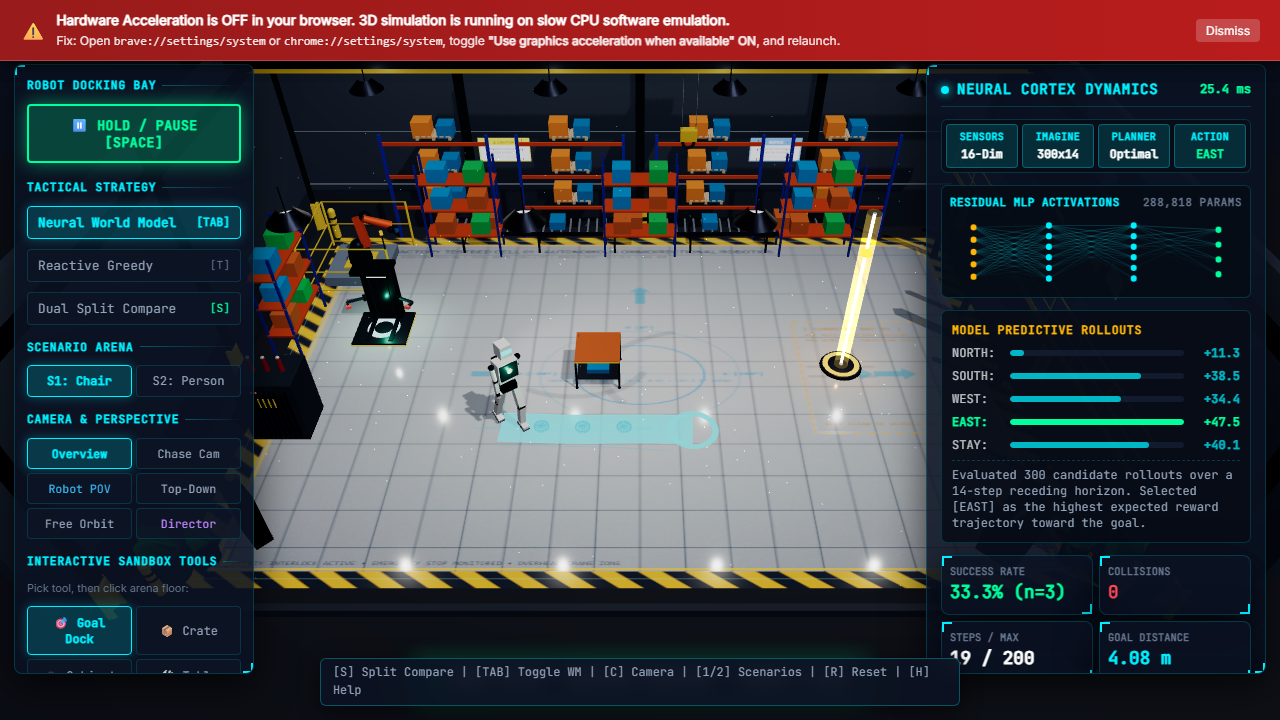 Hardware Acceleration is OFF in your browser. 3D simulation is running on slow CPU software emulation.
Fix: Open brave://settings/system or chrome://settings/system, toggle "Use graphics acceleration when available" ON, and relaunch.
Dismiss
ROBOT DOCKING BAY
HOLD / PAUSE
[SPACE]
TACTICAL STRATEGY
Neural World Model [TAB]
Reactive Greedy [T]
Dual Split Compare [S]
SCENARIO ARENA
S1: Chair
S2: Person
CAMERA & PERSPECTIVE
Overview
Chase Cam
Robot POV
Top-Down
Free Orbit
Director
INTERACTIVE SANDBOX TOOLS
Pick tool, then click arena floor:
Goal
Dock
Crate
NEURAL CORTEX DYNAMICS
25.4 ms
SENSORS
16-Dim
IMAGINE
300x14
PLANNER
Optimal
ACTION
EAST
RESIDUAL MLP ACTIVATIONS
288,818 PARAMS
MODEL PREDICTIVE ROLLOUTS
NORTH: +11.3
SOUTH: +38.5
WEST: +34.4
EAST: +47.5
STAY: +40.1
Evaluated 300 candidate rollouts over a
14-step receding horizon. Selected
[EAST] as the highest expected reward
trajectory toward the goal.
SUCCESS RATE
33.3% (n=3)
COLLISIONS
0
STEPS / MAX
19 / 200
GOAL DISTANCE
4.08 m
[S] Split Compare | [TAB] Toggle WM | [C] Camera | [1/2] Scenarios | [R] Reset | [H]
Help